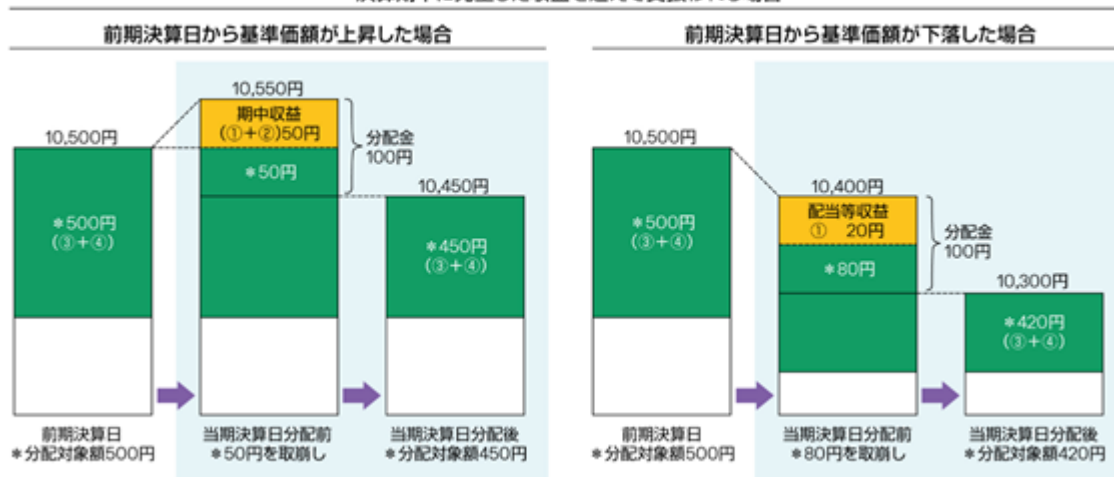 前期決算日から基準価額が上昇した場合
10,550円
期中収益
(①+②)50円
分配金
100円
10,500円
*50円
10,450円
*500円
(③+④)
*450円
(③+④)
前期決算日
*分配対象額500円
当期決算日分配前
*50円を取崩し
当期決算日分配後
*分配対象額450円
前期決算日から基準価額が下落した場合
10,500円
10,400円
配当等収益
① 20円
分配金
100円
*500円
(③+④)
*80円
10,300円
*420円
(③+④)
前期決算日
*分配対象額500円
当期決算日分配前
*80円を取崩し
当期決算日分配後
*分配対象額420円